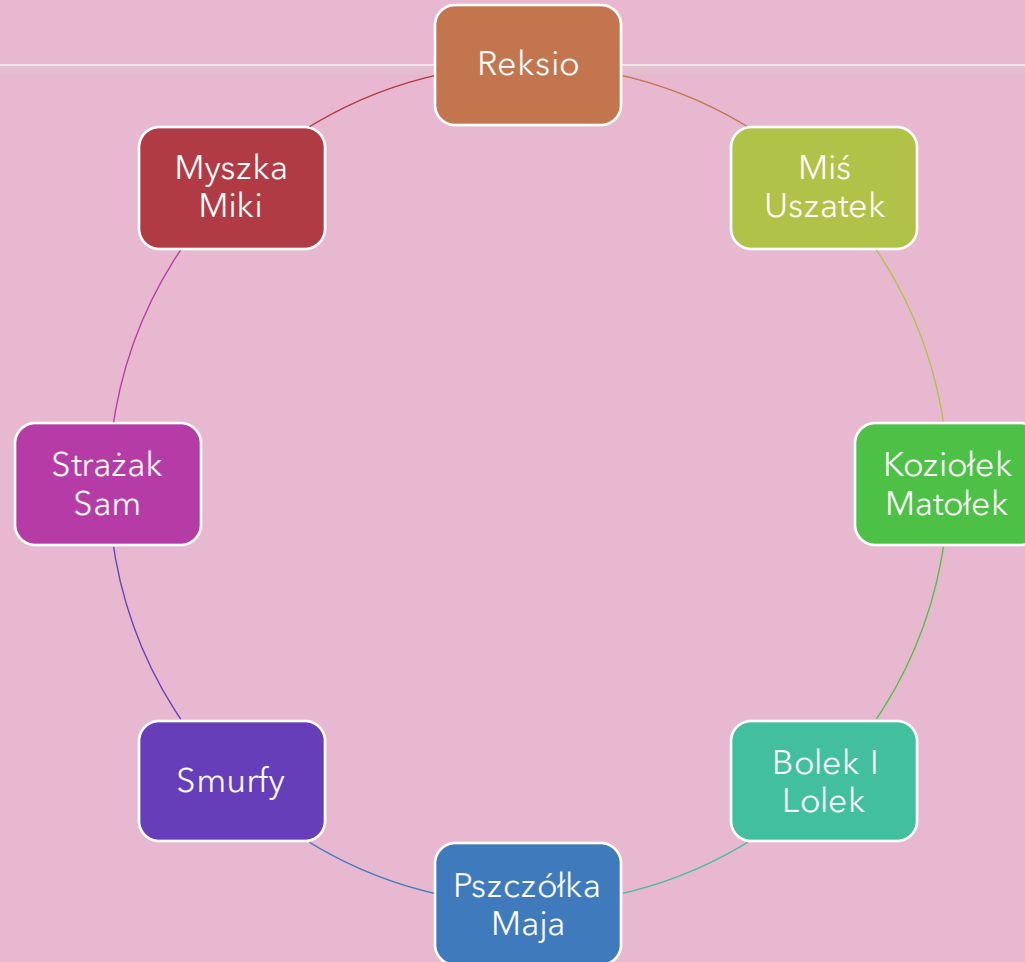 Reksio
Miś
Uszatek
Koziołek
Matołek
Bolek I
Lolek
Pszczółka
Maja
Smurfy
Strażak
Sam
Myszka
Miki